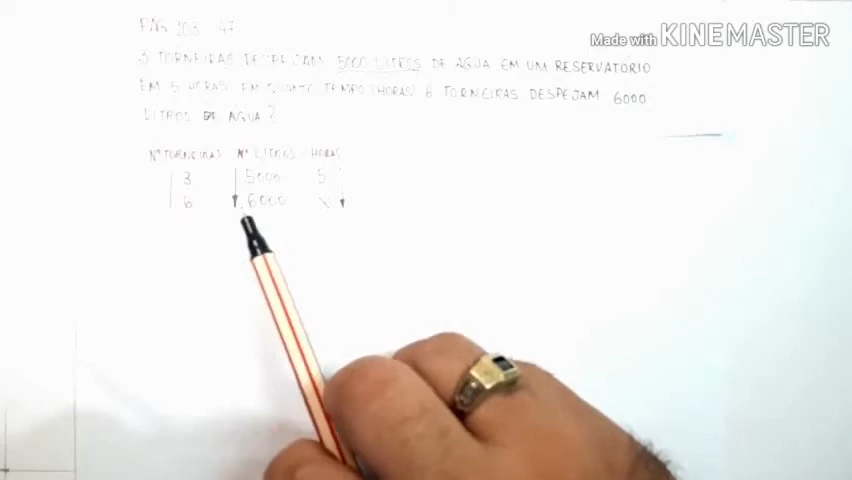 PAG 103 47
Made with KINEMASTER
3 TORNEIRAS DESPEJAM 5000 LITROS DE AGUA EM UM RESERVATORIO
EM 5 HORAS EM QUANTO TEMPO (HORAS) 6 TORNEIRAS DESPEJAM 6000
LITROS DE AGUA?
Nº TORNEIRAS Nº LITROS HORAS
3 5000 5
6 6000 X